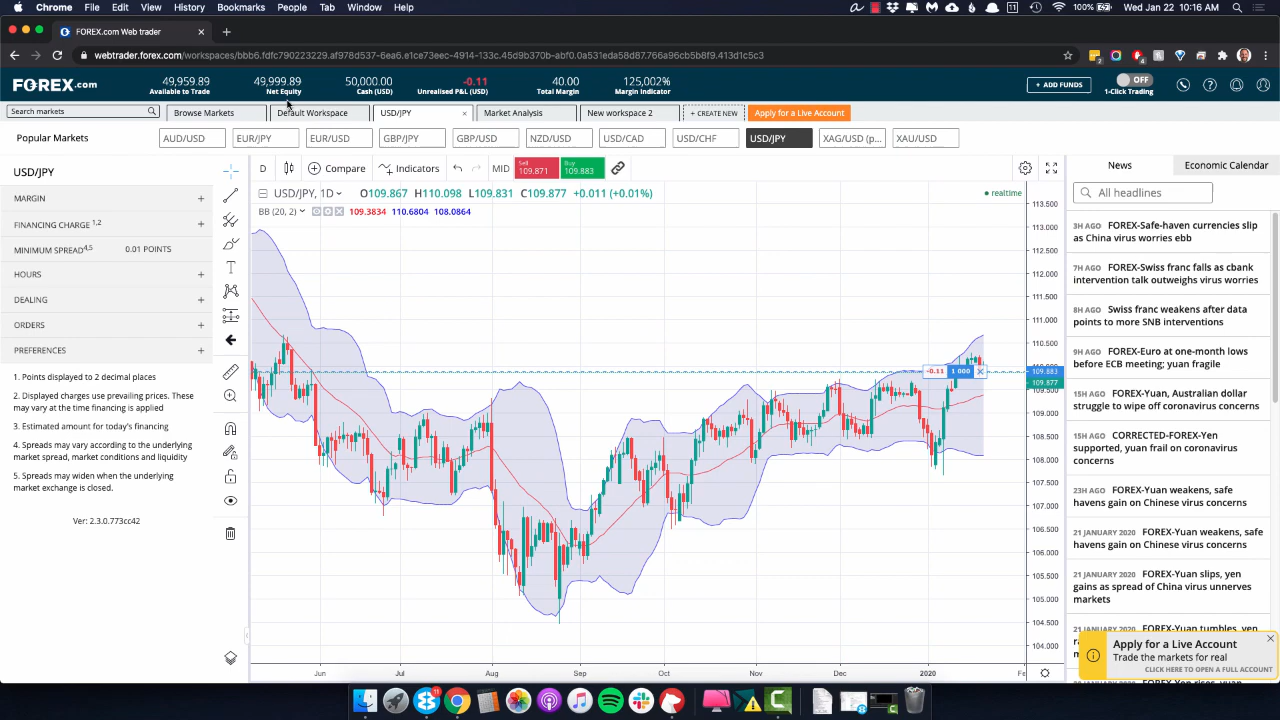 Chrome File Edit View History Bookmarks People Tab Window Help
11 100% Wed Jan 22 10:16 AM
FOREX.com Web trader
webtrader.forex.com/workspaces/bbb6.fdfc790223229.af978d537-6ea6.e1ce73eec-4914-133c.45d9b370b-abf0.0a531eda58d87.766a96cb5b8f9.413d1c5c3
FOREX.com
49,959.89 49,999.89 50,000.00 -0.11 40.00 125,002%
Available to Trade Net Equity Cash (USD) Unrealised P&L (USD) Total Margin Margin Indicator
+ ADD FUNDS
OFF
1-Click Trading
Search markets Browse Markets Default Workspace USD/JPY × Market Analysis New workspace 2 + CREATE NEW Apply for a Live Account
Popular Markets AUD/USD EUR/JPY EUR/USD GBP/JPY GBP/USD NZD/USD USD/CAD USD/CHF USD/JPY XAG/USD (p... XAU/USD
USD/JPY
MARGIN +
FINANCING CHARGE 1,2 +
MINIMUM SPREAD4,5 0.01 POINTS
HOURS +
DEALING +
ORDERS +
PREFERENCES +
1. Points displayed to 2 decimal places
2. Displayed charges use prevailing prices. These
may vary at the time financing is applied
3. Estimated amount for today's financing
4. Spreads may vary according to the underlying
market spread, market conditions and liquidity
5. Spreads may widen when the underlying
market exchange is closed.
Ver: 2.3.0.773cc42
D Compare Indicators MID
Sell
109.871
Buy
109.883
USD/JPY, 1D O109.867 H110.098 L109.831 C109.877 +0.011 (+0.01%)
realtime
BB (20, 2) 109.3834 110.6804 108.0864
-0.11 1 000 ×
113.500
113.000
112.500
112.000
111.500
111.000
110.500
109.883
109.877
109.000
108.500
108.000
107.500
107.000
106.500
106.000
105.500
105.000
104.500
104.000
Jun Jul Aug Sep Oct Nov Dec 2020 Fe
News Economic Calendar
All headlines
3H AGO FOREX-Safe-haven currencies slip
as China virus worries ebb
7H AGO FOREX-Swiss franc falls as cbank
intervention talk outweighs virus worries
8H AGO Swiss franc weakens after data
points to more SNB interventions
9H AGO FOREX-Euro at one-month lows
before ECB meeting; yuan fragile
15H AGO FOREX-Yuan, Australian dollar
struggle to wipe off coronavirus concerns
15H AGO CORRECTED-FOREX-Yen
supported, yuan frail on coronavirus
concerns
23H AGO FOREX-Yuan weakens, safe
havens gain on Chinese virus concerns
21 JANUARY 2020 FOREX-Yuan weakens, safe
havens gain on Chinese virus concerns
21 JANUARY 2020 FOREX-Yuan slips, yen
gains as spread of China virus unnerves
markets
Apply for a Live Account
Trade the markets for real
CLICK HERE TO OPEN A FULL ACCOUNT